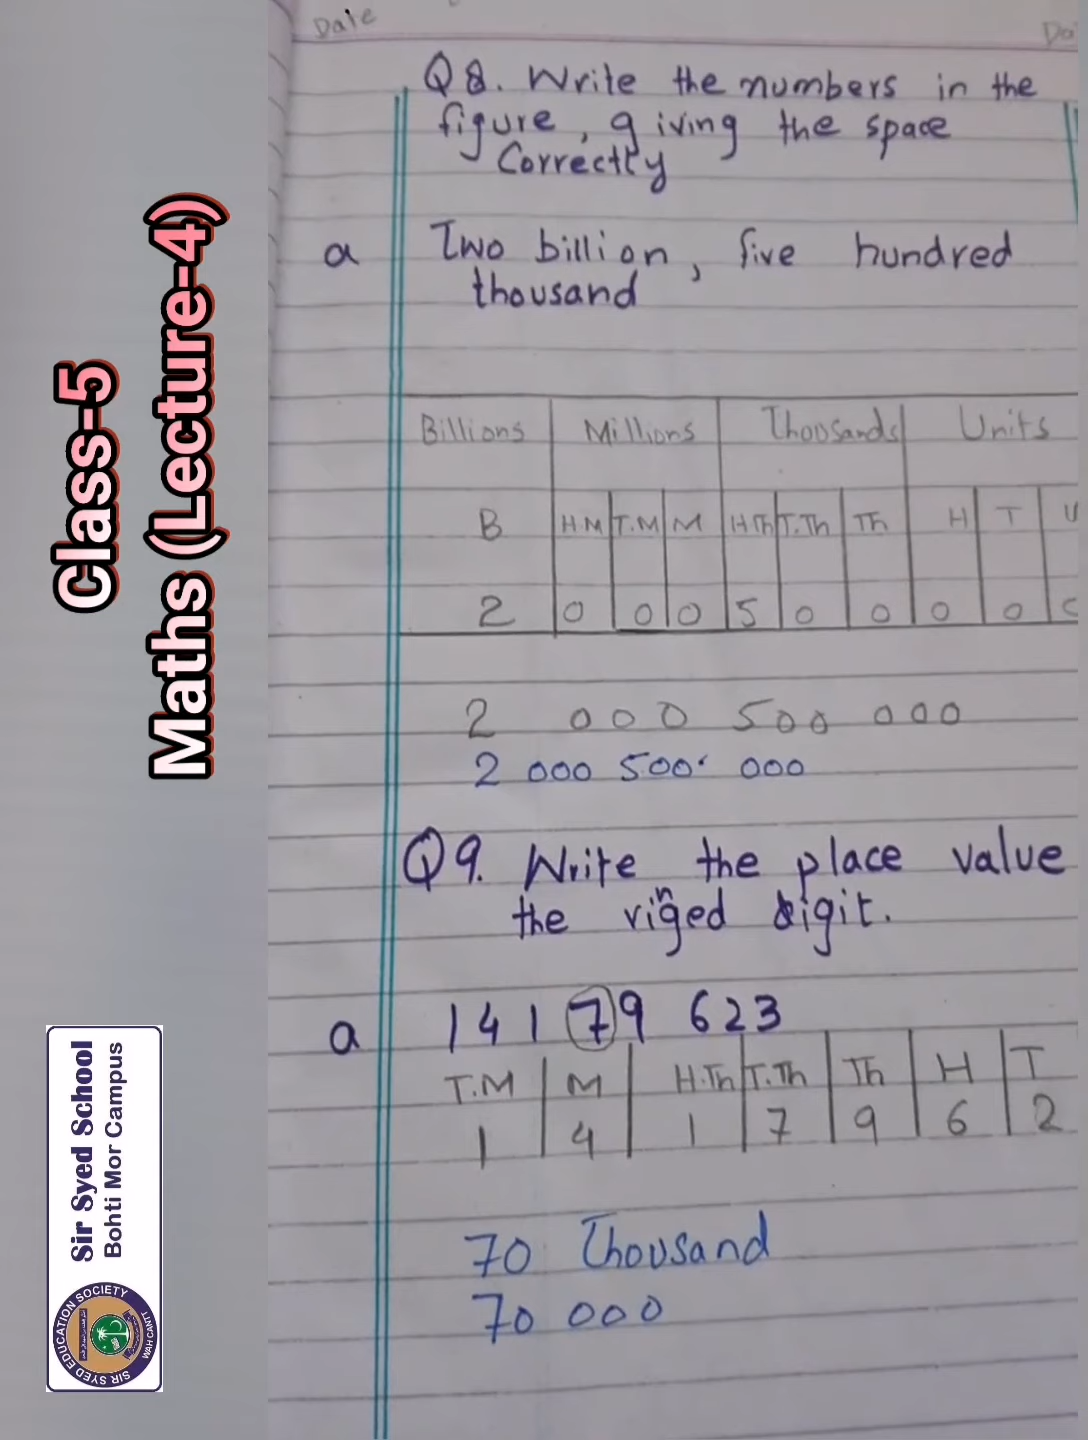 Date
Da
Q8. Write the numbers in the
figure, giving the space
Correctly
a Two billion, five hundred
thousand
Billions Millions Thousands Units
B H.M T.M M H.Th T.Th Th H T U
2 0 0 0 5 0 0 0 0 0
2 000 500 000
2 000 500 000
Q9. Write the place value
the ringed digit.
a 141 79 623
T.M M H.Th T.Th Th H T
1 4 1 7 9 6 2
70 Thousand
70 000
Class-5
Maths (Lecture-4)
Sir Syed School
Bohti Mor Campus
SIR SYED EDUCATION SOCIETY
WAH CANTT